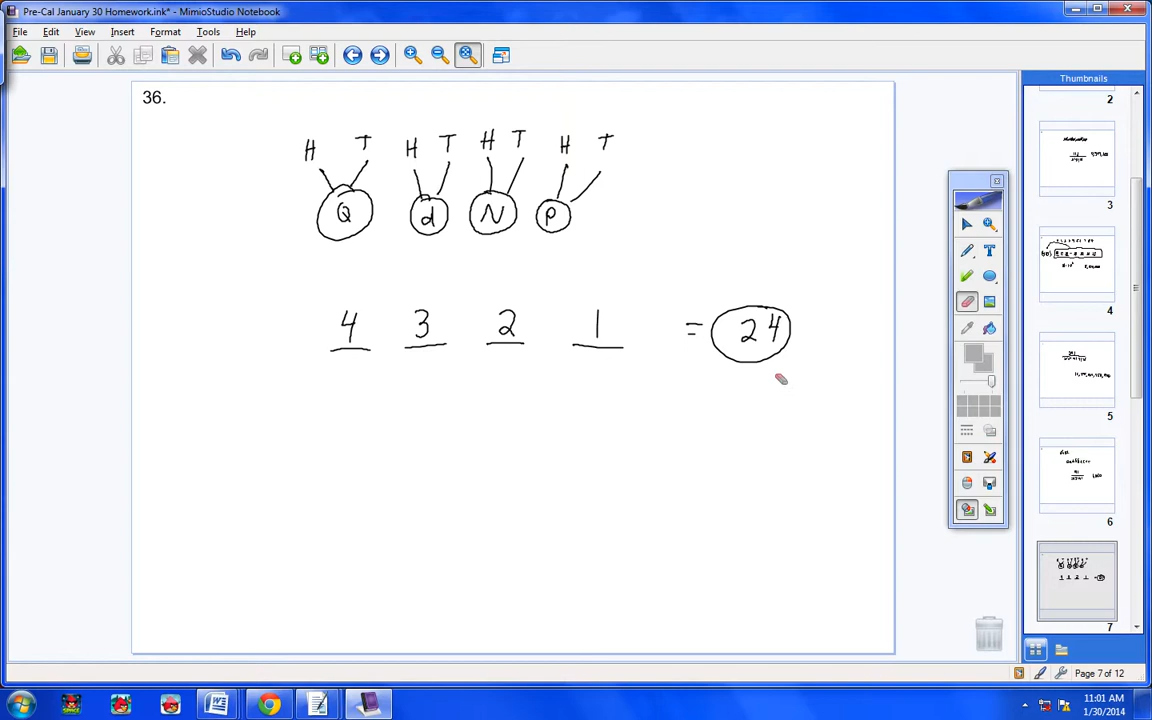 Pre-Cal January 30 Homework.ink* - MimioStudio Notebook
File Edit View Insert Format Tools Help
Thumbnails
36.
H T H T H T H T
Q d N P
4 3 2 1 = 24
2
3
4
5
6
7
Page 7 of 12
11:01 AM
1/30/2014